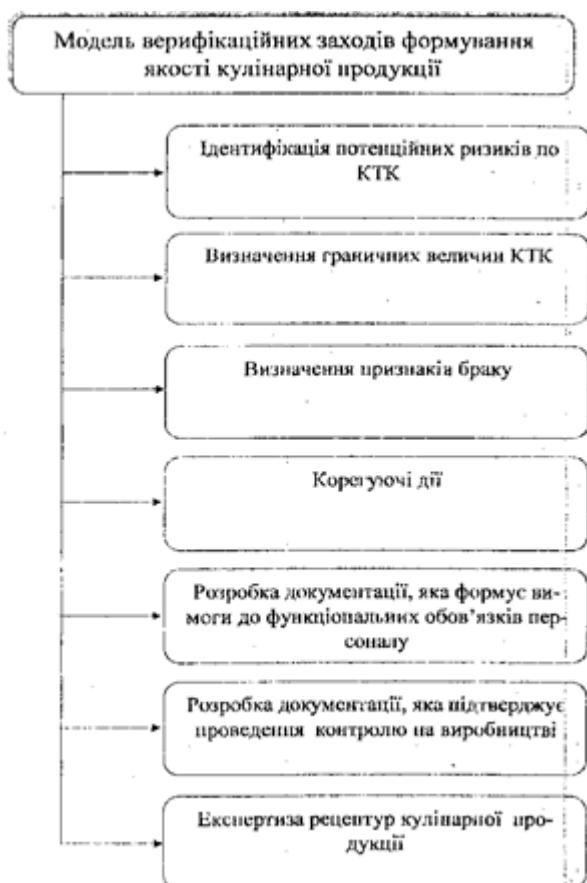 Модель верифікаційних заходів формування
якості кулінарної продукції
Ідентифікація потенційних ризиків по
КТК
Визначення граничних величин КТК
Визначення признаків браку
Корегуючі дії
Розробка документації, яка формує ви-
моги до функціональних обов’язків пер-
соналу
Розробка документації, яка підтверджує
проведення контролю на виробництві
Експертиза рецептур кулінарної про-
дукції